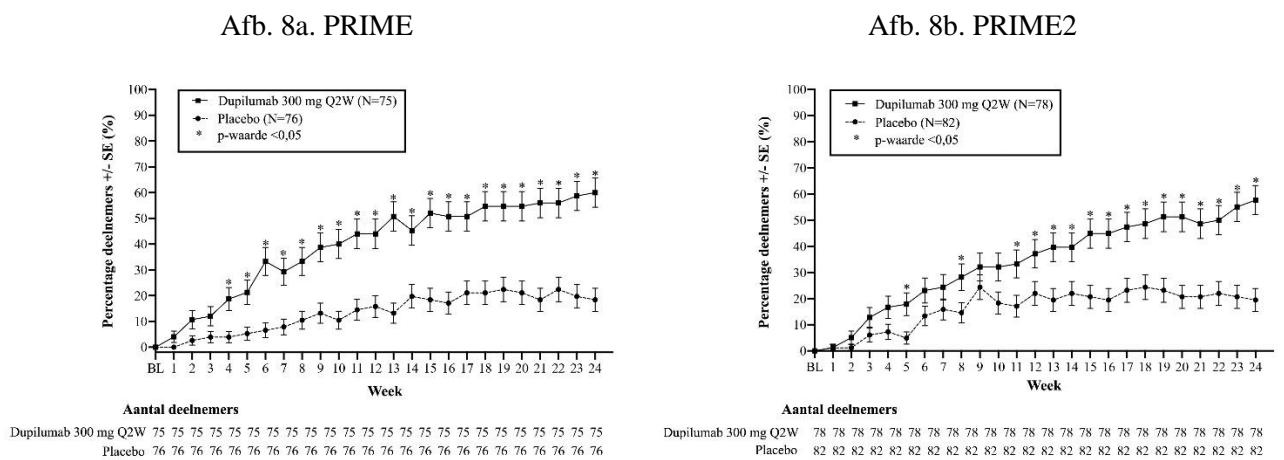 Afb. 8a. PRIME
100
90
80
70
60
50
40
30
20
10
0
Percentage deelnemers +/- SE (%)
Dupilumab 300 mg Q2W (N=75)
Placebo (N=76)
* p-waarde <0,05
* * * * * * * * * * * * * * * * * * * * *
BL 1 2 3 4 5 6 7 8 9 10 11 12 13 14 15 16 17 18 19 20 21 22 23 24
Week
Aantal deelnemers
Dupilumab 300 mg Q2W 75 75 75 75 75 75 75 75 75 75 75 75 75 75 75 75 75 75 75 75 75 75 75 75 75
Placebo 76 76 76 76 76 76 76 76 76 76 76 76 76 76 76 76 76 76 76 76 76 76 76 76 76
Afb. 8b. PRIME2
100
90
80
70
60
50
40
30
20
10
0
Percentage deelnemers +/- SE (%)
Dupilumab 300 mg Q2W (N=78)
Placebo (N=82)
* p-waarde <0,05
* * * * * * * * * * * * * * * *
BL 1 2 3 4 5 6 7 8 9 10 11 12 13 14 15 16 17 18 19 20 21 22 23 24
Week
Aantal deelnemers
Dupilumab 300 mg Q2W 78 78 78 78 78 78 78 78 78 78 78 78 78 78 78 78 78 78 78 78 78 78 78 78 78
Placebo 82 82 82 82 82 82 82 82 82 82 82 82 82 82 82 82 82 82 82 82 82 82 82 82 82